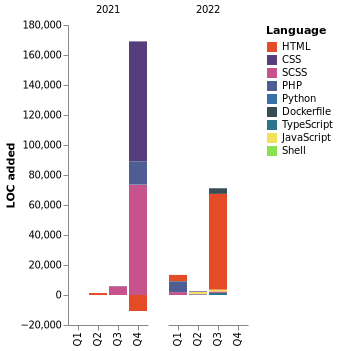 2021 2022
Language
HTML
CSS
SCSS
PHP
Python
Dockerfile
TypeScript
JavaScript
Shell
LOC added
180,000
160,000
140,000
120,000
100,000
80,000
60,000
40,000
20,000
0
−20,000
Q1 Q2 Q3 Q4 Q1 Q2 Q3 Q4